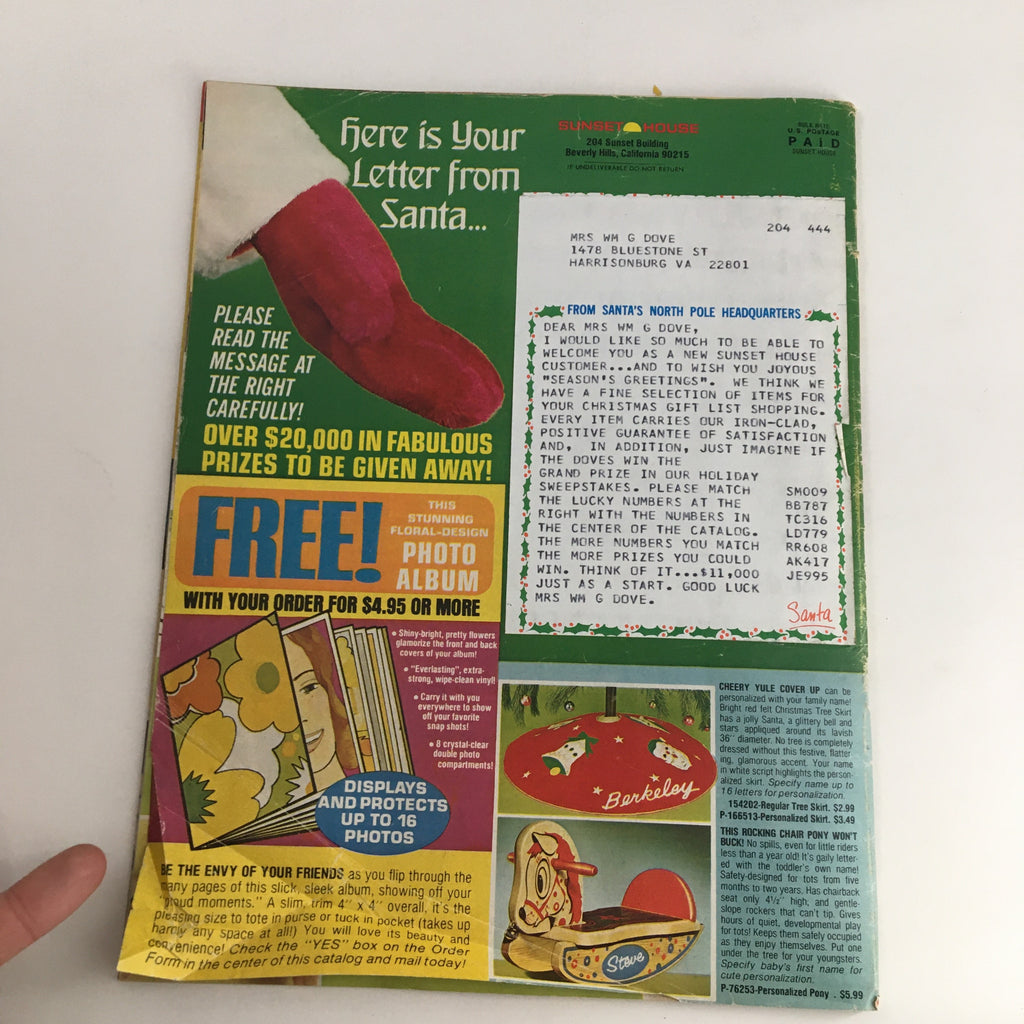 Here is Your
Letter from
Santa...
SUNSET HOUSE
204 Sunset Building
Beverly Hills, California 90215
IF UNDELIVERABLE DO NOT RETURN
BULK RATE
U.S. POSTAGE
PAID
SUNSET HOUSE
204 444
MRS WM G DOVE
1478 BLUESTONE ST
HARRISONBURG VA 22801
PLEASE
READ THE
MESSAGE AT
THE RIGHT
CAREFULLY!
OVER $20,000 IN FABULOUS
PRIZES TO BE GIVEN AWAY!
FROM SANTA'S NORTH POLE HEADQUARTERS
DEAR MRS WM G DOVE,
I WOULD LIKE SO MUCH TO BE ABLE TO
WELCOME YOU AS A NEW SUNSET HOUSE
CUSTOMER...AND TO WISH YOU JOYOUS
"SEASON'S GREETINGS". WE THINK WE
HAVE A FINE SELECTION OF ITEMS FOR
YOUR CHRISTMAS GIFT LIST SHOPPING.
EVERY ITEM CARRIES OUR IRON-CLAD,
POSITIVE GUARANTEE OF SATISFACTION
AND, IN ADDITION, JUST IMAGINE IF
THE DOVES WIN THE
GRAND PRIZE IN OUR HOLIDAY
SWEEPSTAKES. PLEASE MATCH SM009
THE LUCKY NUMBERS AT THE BB787
RIGHT WITH THE NUMBERS IN TC316
THE CENTER OF THE CATALOG. LD779
THE MORE NUMBERS YOU MATCH RR608
THE MORE PRIZES YOU COULD AK417
WIN. THINK OF IT...$11,000 JE995
JUST AS A START. GOOD LUCK
MRS WM G DOVE.
Santa
FREE!
THIS
STUNNING
FLORAL-DESIGN
PHOTO
ALBUM
WITH YOUR ORDER FOR $4.95 OR MORE
• Shiny-bright, pretty flowers
glamorize the front and back
covers of your album!
• "Everlasting", extra-
strong, wipe-clean vinyl!
• Carry it with you
everywhere to show
off your favorite
snap shots!
• 8 crystal-clear
double photo
compartments!
DISPLAYS
AND PROTECTS
UP TO 16
PHOTOS
BE THE ENVY OF YOUR FRIENDS as you flip through the
many pages of this slick, sleek album, showing off your
"proud moments." A slim, trim 4" x 4" overall, it's the
pleasing size to tote in purse or tuck in pocket (takes up
hardly any space at all!) You will love its beauty and
convenience! Check the "YES" box on the Order
Form in the center of this catalog and mail today!
Berkeley
Steve
CHEERY YULE COVER UP can be
personalized with your family name!
Bright red felt Christmas Tree Skirt
has a jolly Santa, a glittery bell and
stars appliqued around its lavish
36" diameter. No tree is completely
dressed without this festive, flatter-
ing, glamorous accent. Your name
in white script highlights the person-
alized skirt. Specify name up to
16 letters for personalization.
154202-Regular Tree Skirt. $2.99
P-166513-Personalized Skirt. $3.49
THIS ROCKING CHAIR PONY WON'T
BUCK! No spills, even for little riders
less than a year old! It's gaily letter-
ed with the toddler's own name!
Safety-designed for tots from five
months to two years. Has chairback
seat only 4½" high; and gentle-
slope rockers that can't tip. Gives
hours of quiet, developmental play
for tots! Keeps them safely occupied
as they enjoy themselves. Put one
under the tree for your youngsters.
Specify baby's first name for
cute personalization.
P-76253-Personalized Pony . $5.99